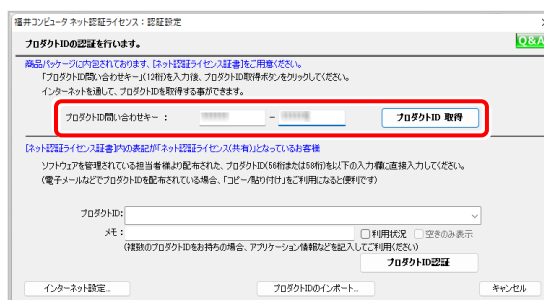 福井コンピュータ ネット認証ライセンス：認証設定
プロダクトIDの認証を行います。
Q&A
商品パッケージに内包されております、[ネット認証ライセンス証書]をご用意ください。
「プロダクトID問い合わせキー」(12桁)を入力後、プロダクトID取得ボタンをクリックしてください。
インターネットを通して、プロダクトIDを取得する事ができます。
プロダクトID問い合わせキー： - プロダクトID 取得
[ネット認証ライセンス証書]内の表記が「ネット認証ライセンス(共有)」となっているお客様
ソフトウェアを管理されている担当者様より配布された、プロダクトID(56桁または58桁)を以下の入力欄に直接入力してください。
(電子メールなどでプロダクトIDを配布されている場合、「コピー/貼り付け」をご利用になると便利です)
プロダクトID:
メモ： 利用状況 空きのみ表示
(複数のプロダクトIDをお持ちの場合、アプリケーション情報などを記入してご利用ください)
プロダクトID認証
インターネット設定.. プロダクトIDのインポート.. キャンセル